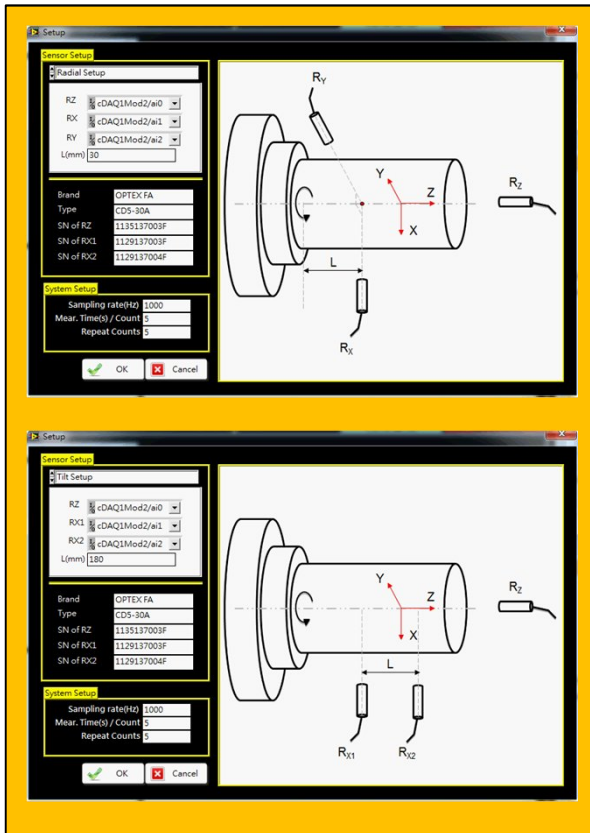 Setup
Sensor Setup
Radial Setup
RZ cDAQ1Mod2/ai0
RX cDAQ1Mod2/ai1
RY cDAQ1Mod2/ai2
L(mm) 30
Brand OPTEX FA
Type CD5-30A
SN of RZ 1135137003F
SN of RX1 1129137003F
SN of RX2 1129137004F
System Setup
Sampling rate(Hz) 1000
Mear. Time(s) / Count 5
Repeat Counts 5
OK Cancel
RY
Y
Z
X
RZ
L
RX
Setup
Sensor Setup
Tilt Setup
RZ cDAQ1Mod2/ai0
RX1 cDAQ1Mod2/ai1
RX2 cDAQ1Mod2/ai2
L(mm) 180
Brand OPTEX FA
Type CD5-30A
SN of RZ 1135137003F
SN of RX1 1129137003F
SN of RX2 1129137004F
System Setup
Sampling rate(Hz) 1000
Mear. Time(s) / Count 5
Repeat Counts 5
OK Cancel
Y
Z
X
RZ
L
RX1 RX2